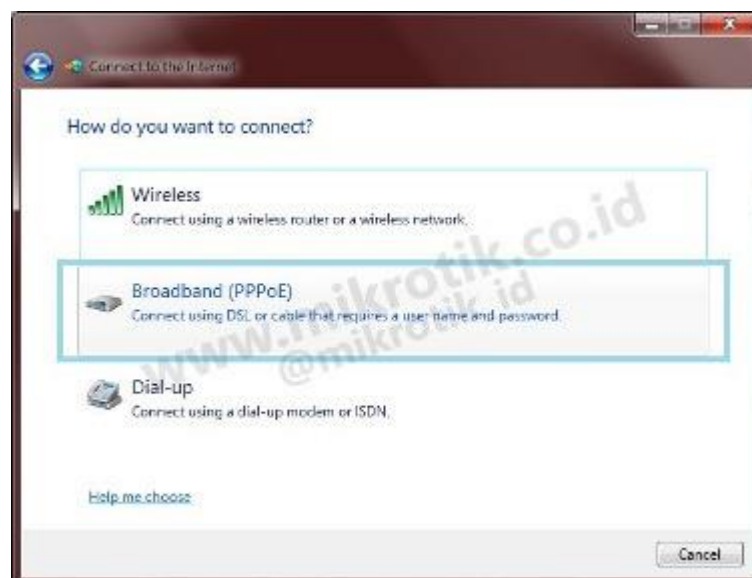 Connect to the Internet
How do you want to connect?
Wireless
Connect using a wireless router or a wireless network.
Broadband (PPPoE)
Connect using DSL or cable that requires a user name and password.
Dial-up
Connect using a dial-up modem or ISDN.
Help me choose
Cancel
www.mikrotik.co.id
@mikrotik_id